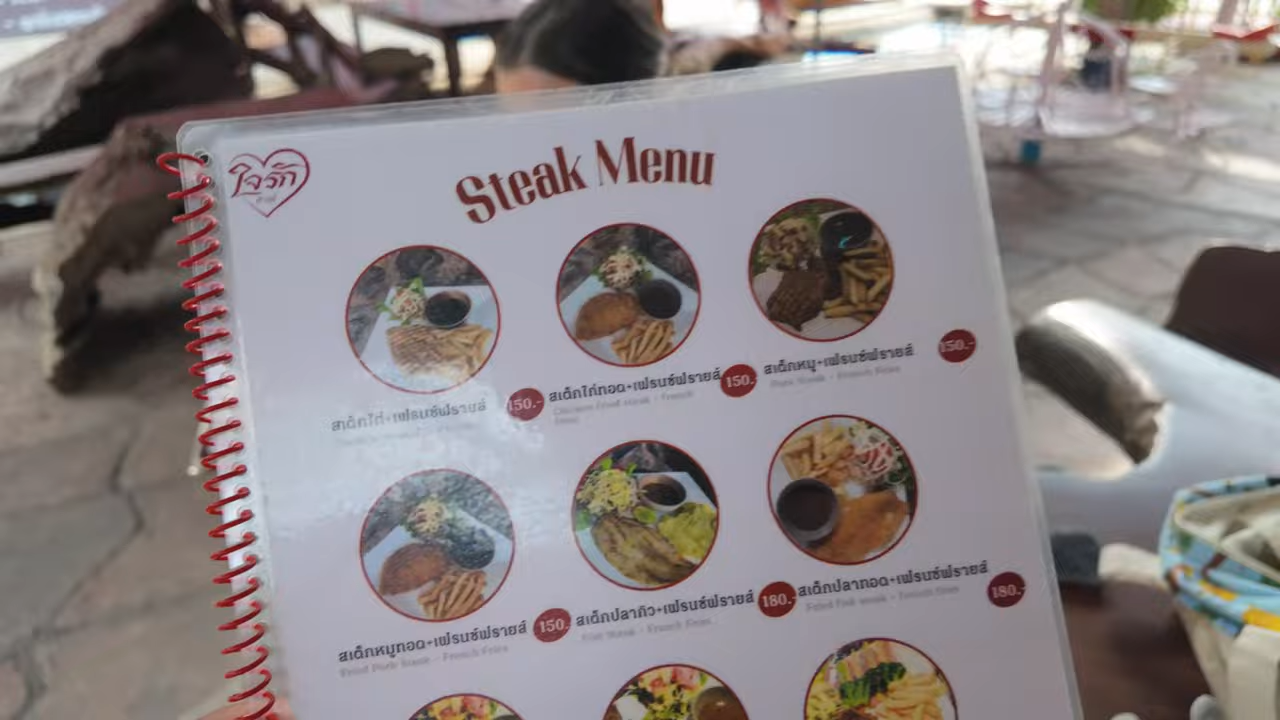 ใจรัก
Steak Menu
สเต็กไก่+เฟรนช์ฟรายส์
150.-
สเต็กไก่ทอด+เฟรนช์ฟรายส์
150.-
Chicken Fried Steak - French
fries
สเต็กหมู+เฟรนช์ฟรายส์
150.-
Pork Steak - French Fries
สเต็กหมูทอด+เฟรนช์ฟรายส์
150.-
Fried Pork Steak - French Fries
สเต็กปลากิว+เฟรนช์ฟรายส์
180.-
Fish Steak - French Fries
สเต็กปลาทอด+เฟรนช์ฟรายส์
180.-
Fried Fish steak - French fries